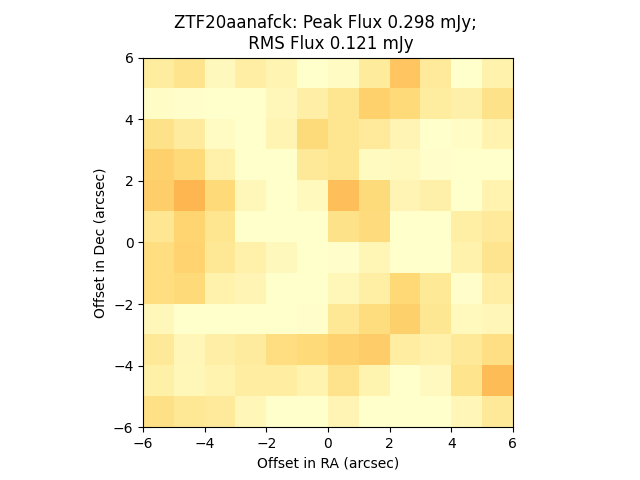 ZTF20aanafck: Peak Flux 0.298 mJy;
RMS Flux 0.121 mJy
6
4
2
0
−2
−4
−6
Offset in Dec (arcsec)
−6 −4 −2 0 2 4 6
Offset in RA (arcsec)